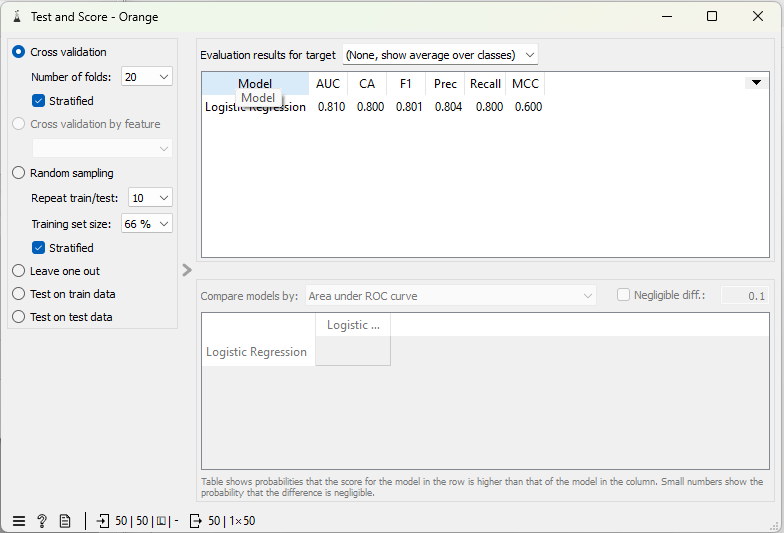 Test and Score - Orange
Cross validation
Number of folds: 20
Stratified
Cross validation by feature
Random sampling
Repeat train/test: 10
Training set size: 66 %
Stratified
Leave one out
Test on train data
Test on test data
Evaluation results for target (None, show average over classes)
Model AUC CA F1 Prec Recall MCC
Model
Logistic Regression 0.810 0.800 0.801 0.804 0.800 0.600
Compare models by: Area under ROC curve Negligible diff.: 0.1
Logistic ...
Logistic Regression
Table shows probabilities that the score for the model in the row is higher than that of the model in the column. Small numbers show the
probability that the difference is negligible.
50 | 50 | | - 50 | 1×50